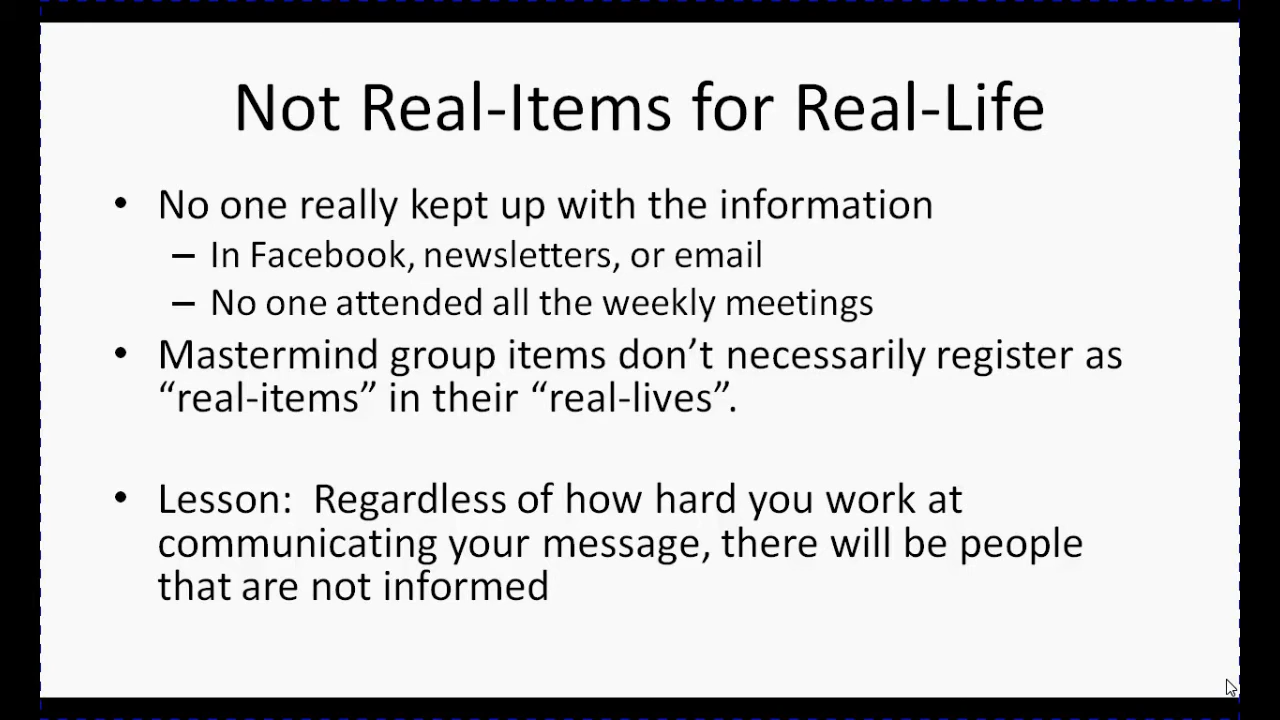 Not Real-Items for Real-Life
• No one really kept up with the information
– In Facebook, newsletters, or email
– No one attended all the weekly meetings
• Mastermind group items don’t necessarily register as
“real-items” in their “real-lives”.
• Lesson:  Regardless of how hard you work at
communicating your message, there will be people
that are not informed